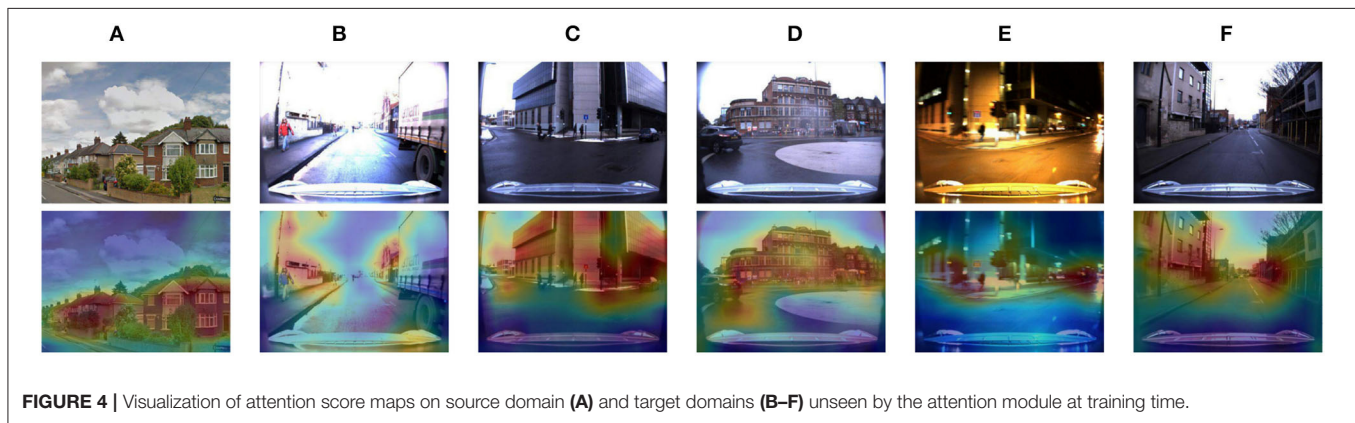 A B C D E F
FIGURE 4 | Visualization of attention score maps on source domain (A) and target domains (B–F) unseen by the attention module at training time.